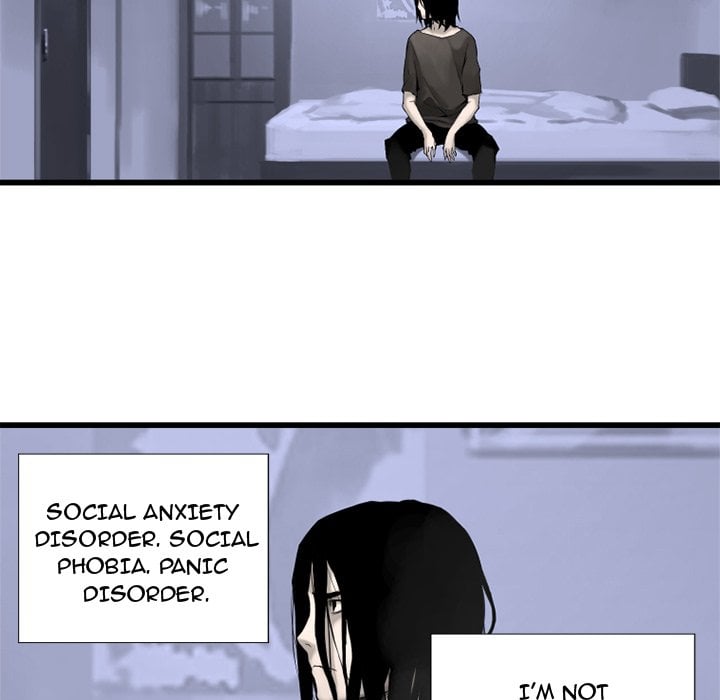 SOCIAL ANXIETY
DISORDER. SOCIAL
PHOBIA. PANIC
DISORDER.
I'M NOT